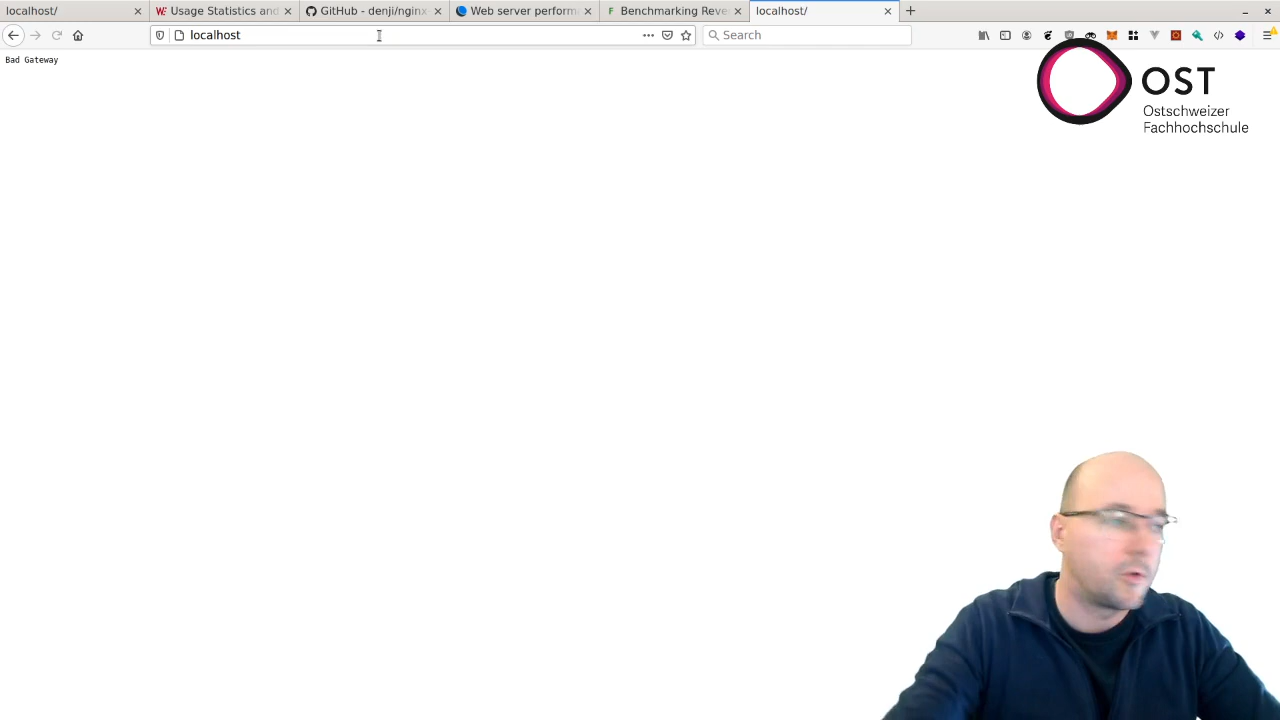 localhost/
Usage Statistics and
GitHub - denji/nginx-
Web server perform
Benchmarking Reve
localhost/
localhost
Search
Bad Gateway
OST
Ostschweizer
Fachhochschule